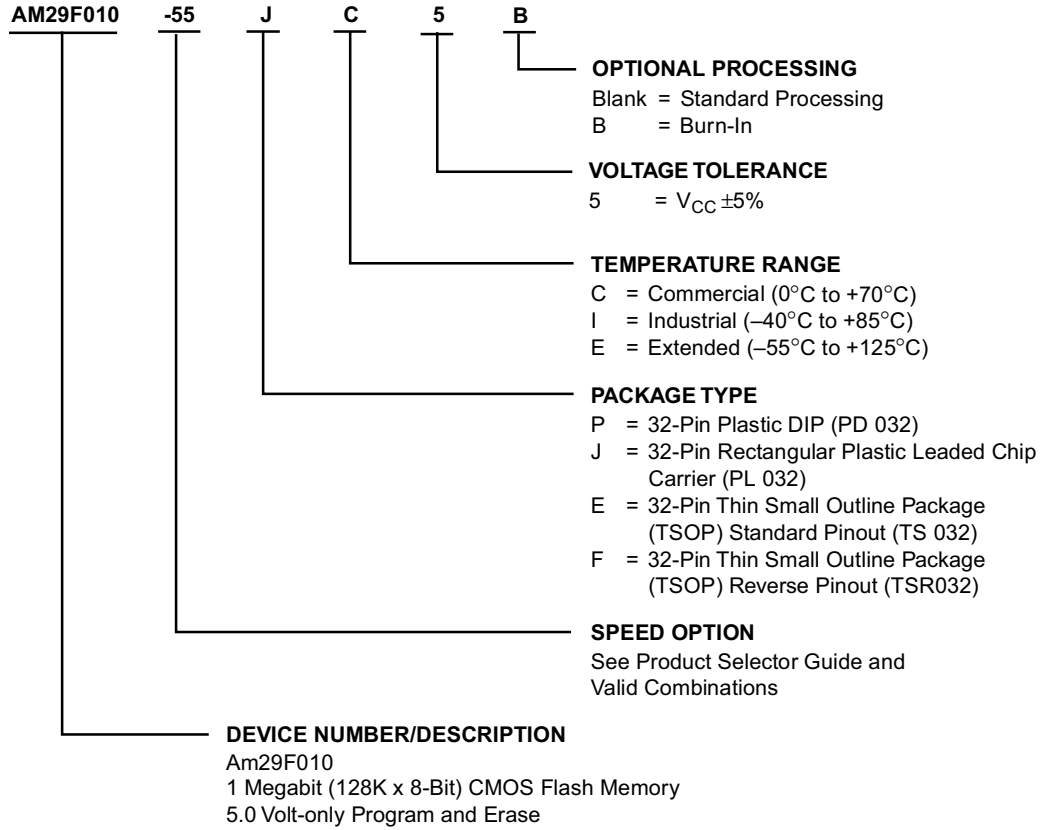 AM29F010 -55 J C 5 B
OPTIONAL PROCESSING
Blank = Standard Processing
B = Burn-In
VOLTAGE TOLERANCE
5 = VCC ±5%
TEMPERATURE RANGE
C = Commercial (0°C to +70°C)
I = Industrial (–40°C to +85°C)
E = Extended (–55°C to +125°C)
PACKAGE TYPE
P = 32-Pin Plastic DIP (PD 032)
J = 32-Pin Rectangular Plastic Leaded Chip
Carrier (PL 032)
E = 32-Pin Thin Small Outline Package
(TSOP) Standard Pinout (TS 032)
F = 32-Pin Thin Small Outline Package
(TSOP) Reverse Pinout (TSR032)
SPEED OPTION
See Product Selector Guide and
Valid Combinations
DEVICE NUMBER/DESCRIPTION
Am29F010
1 Megabit (128K x 8-Bit) CMOS Flash Memory
5.0 Volt-only Program and Erase